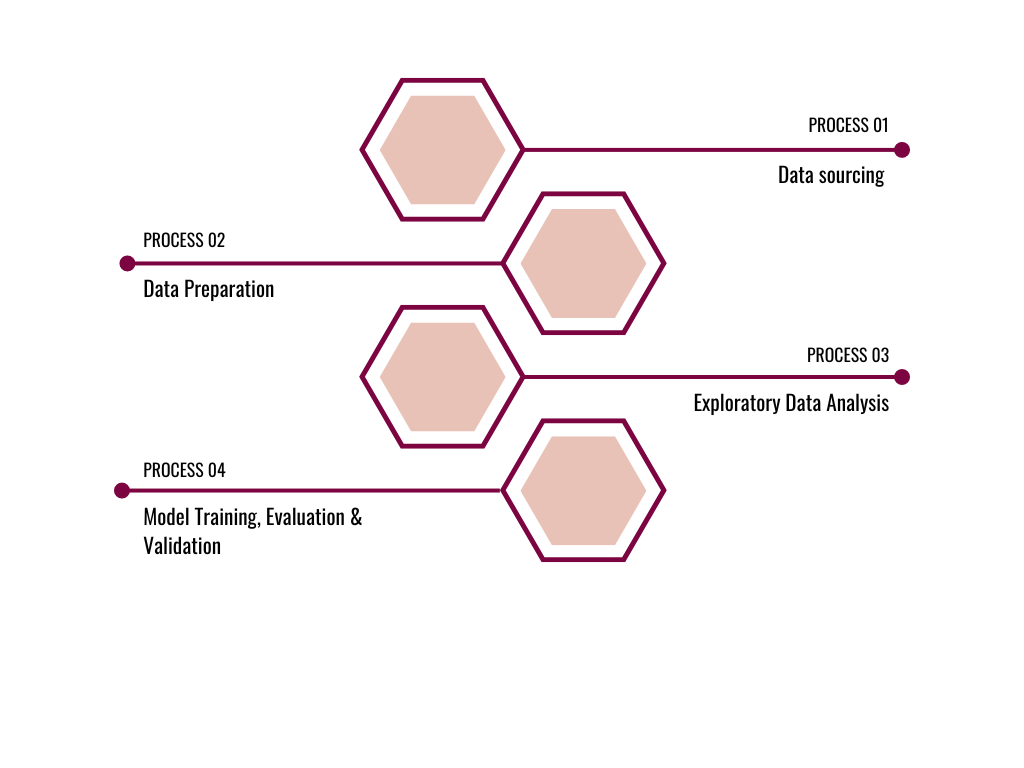 PROCESS 01
Data sourcing
PROCESS 02
Data Preparation
PROCESS 03
Exploratory Data Analysis
PROCESS 04
Model Training, Evaluation &
Validation